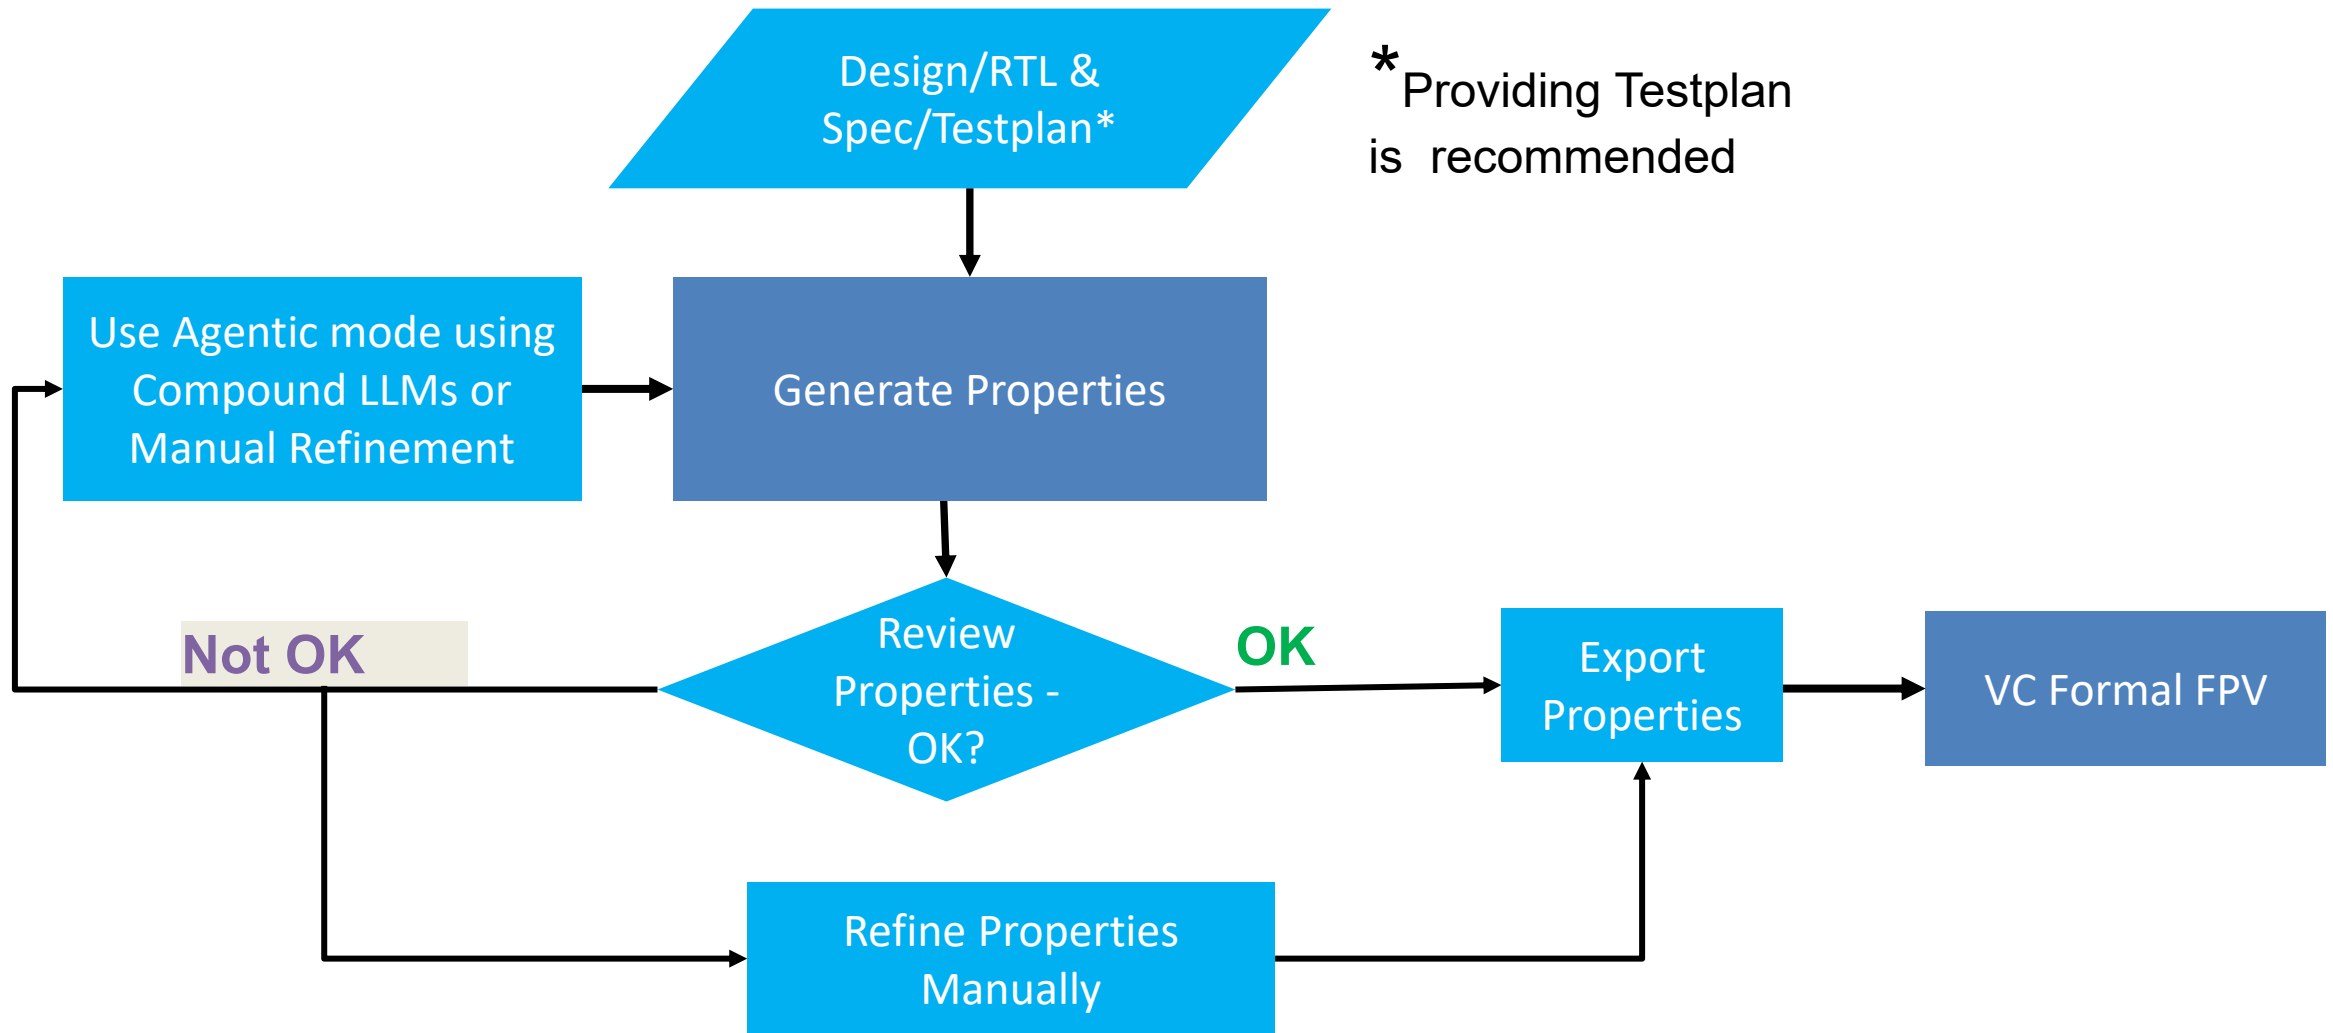 Design/RTL &
Spec/Testplan*
*Providing Testplan
is recommended
Use Agentic mode using
Compound LLMs or
Manual Refinement
Generate Properties
Not OK
Review
Properties -
OK?
OK
Export
Properties
VC Formal FPV
Refine Properties
Manually